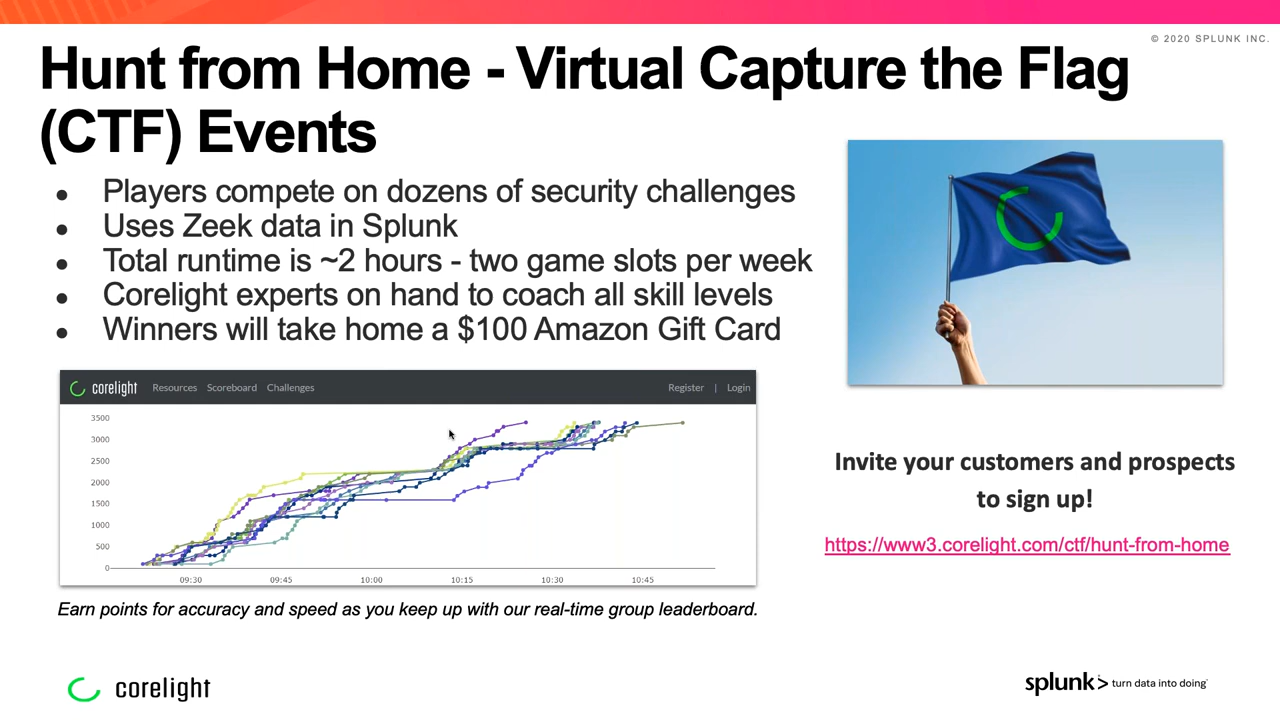 © 2020 SPLUNK INC.
Hunt from Home - Virtual Capture the Flag
(CTF) Events
● Players compete on dozens of security challenges
● Uses Zeek data in Splunk
● Total runtime is ~2 hours - two game slots per week
● Corelight experts on hand to coach all skill levels
● Winners will take home a $100 Amazon Gift Card
corelight Resources Scoreboard Challenges Register | Login
3500
3000
2500
2000
1500
1000
500
0
09:30 09:45 10:00 10:15 10:30 10:45
Earn points for accuracy and speed as you keep up with our real-time group leaderboard.
Invite your customers and prospects
to sign up!
https://www3.corelight.com/ctf/hunt-from-home
corelight
splunk> turn data into doing